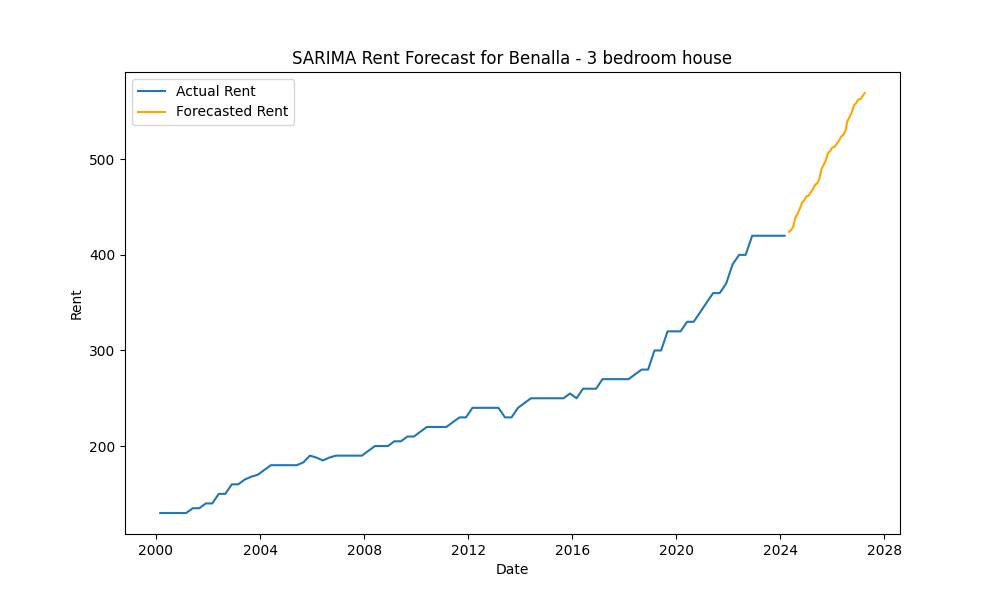 SARIMA Rent Forecast for Benalla - 3 bedroom house
Actual Rent
Forecasted Rent
500
400
300
200
Rent
2000 2004 2008 2012 2016 2020 2024 2028
Date